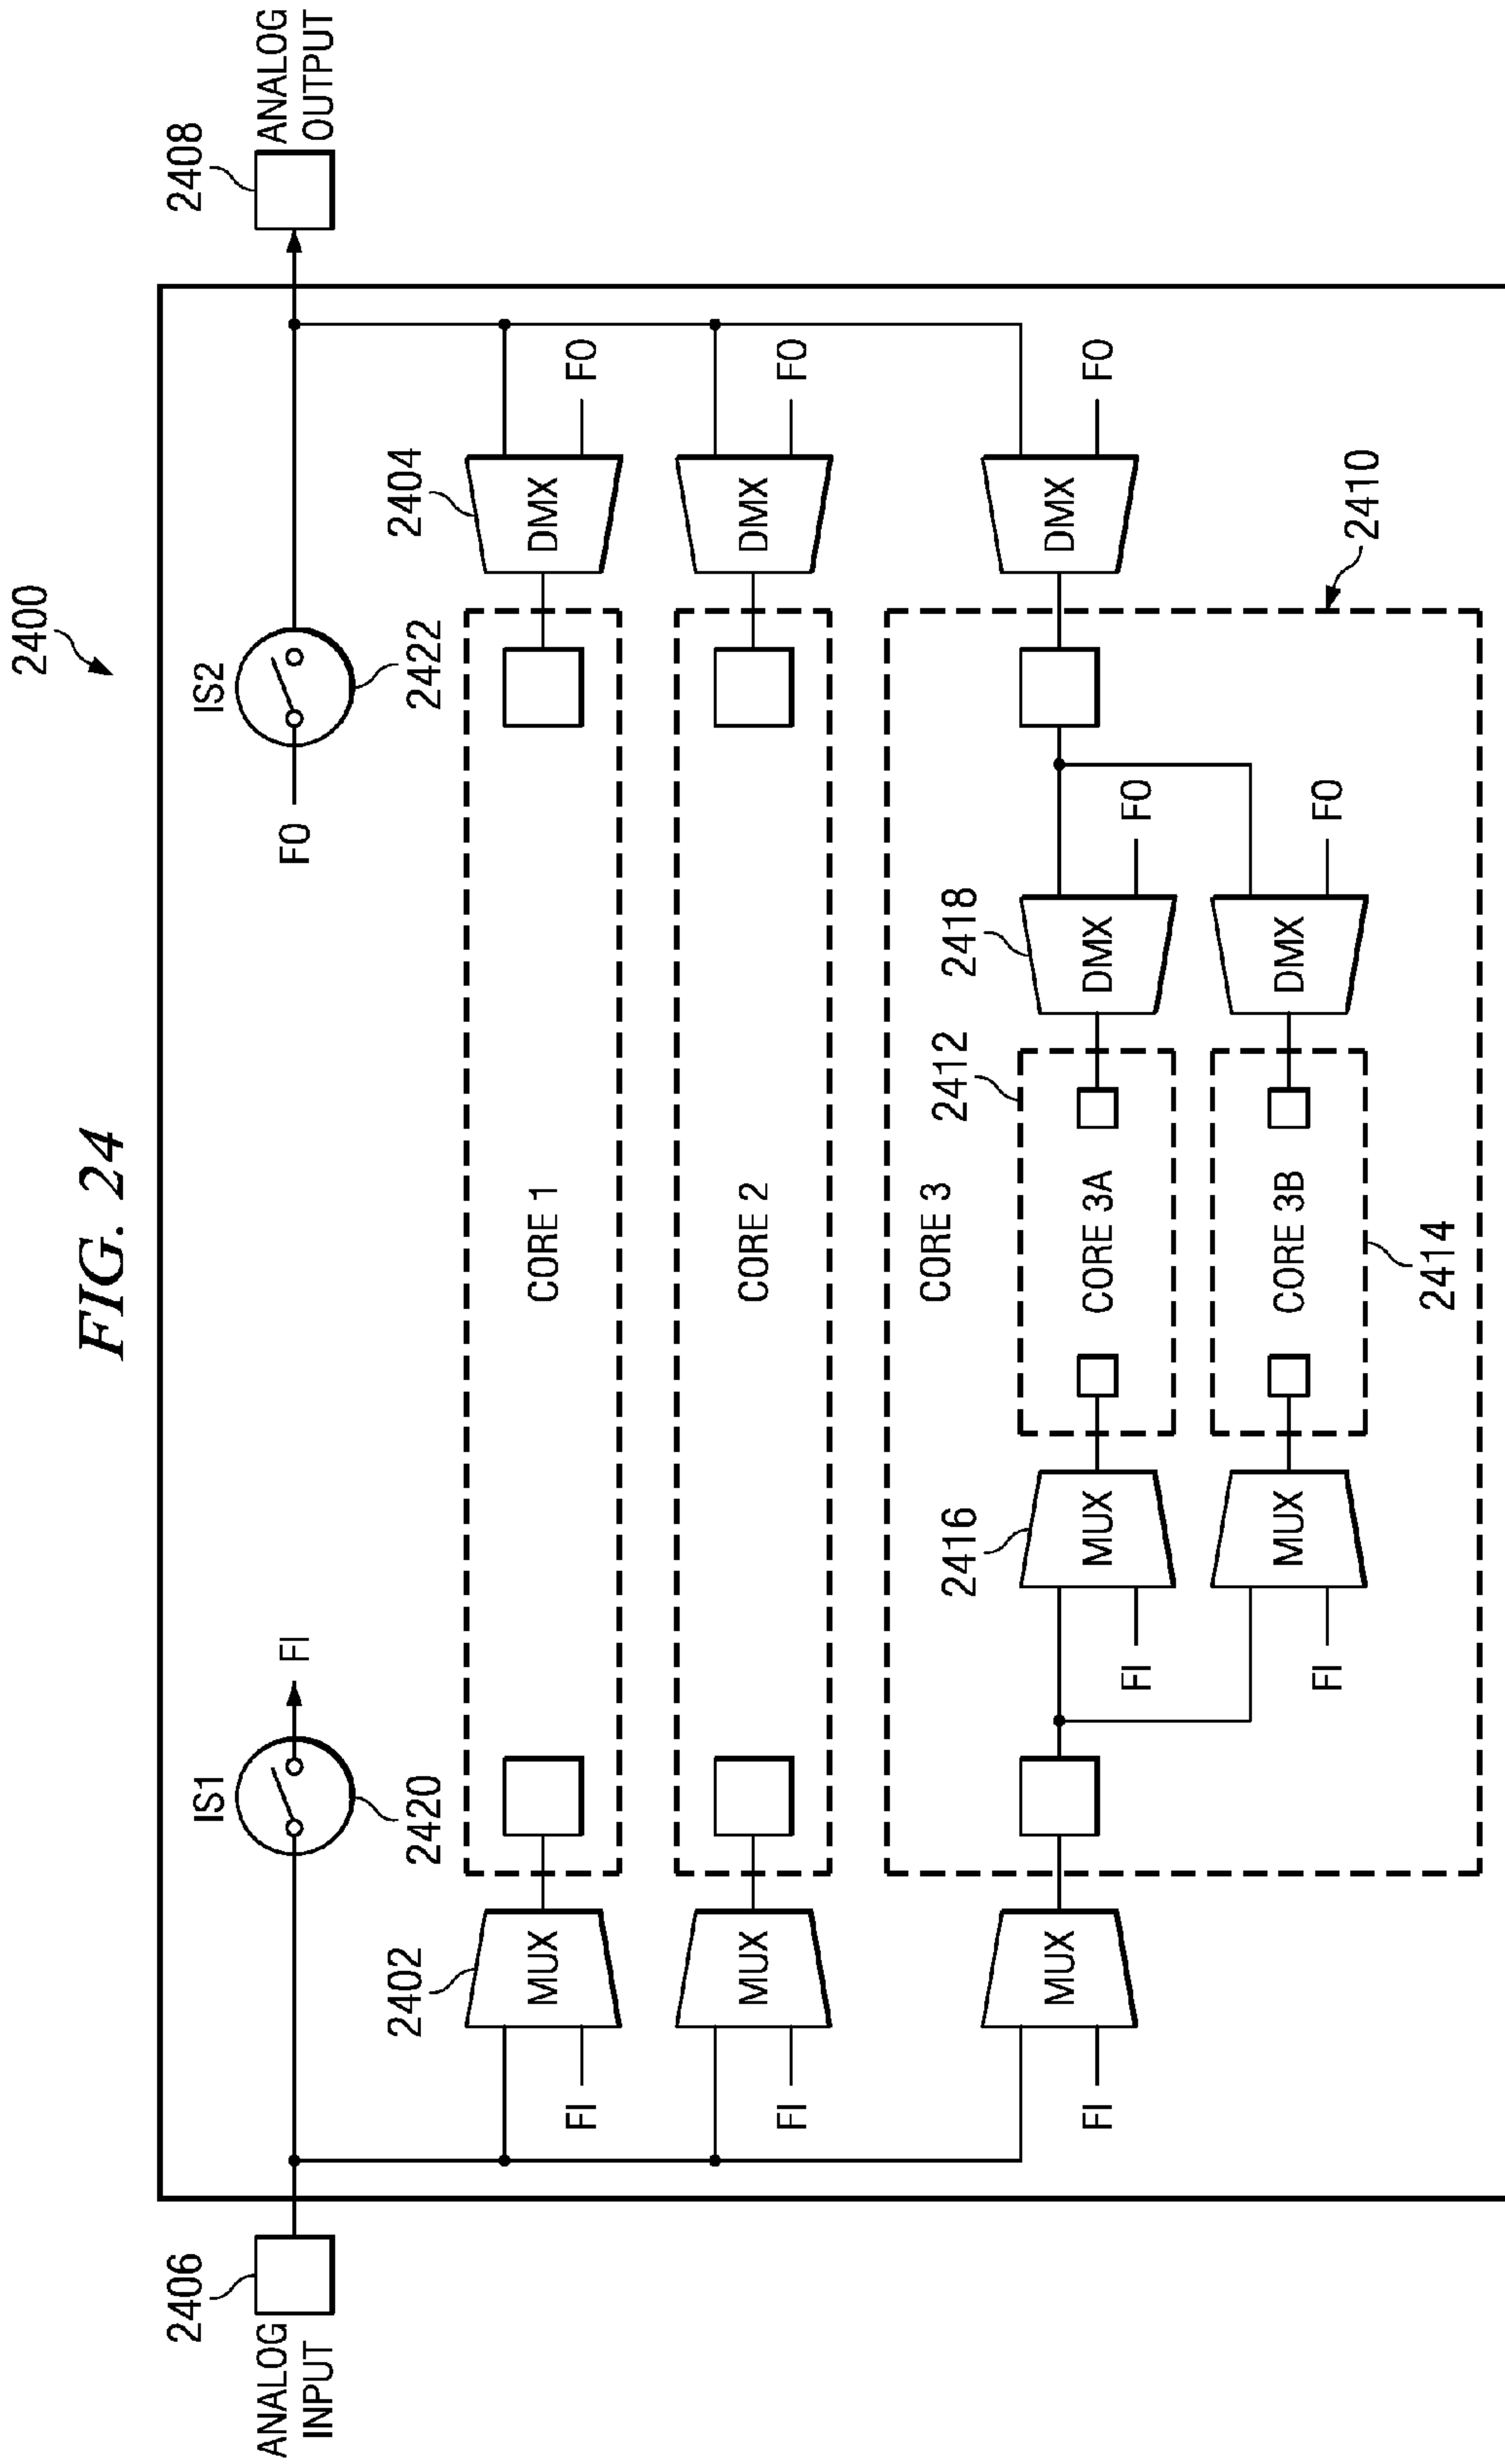 FIG. 24
2400
2406
ANALOG
INPUT
IS1
2420
FI
FO
IS2
2422
2408
ANALOG
OUTPUT
2402
MUX
FI
CORE 1
2404
DMX
FO
MUX
FI
CORE 2
DMX
FO
MUX
FI
CORE 3
2410
DMX
FO
2416
MUX
FI
2412
CORE 3A
2418
DMX
FO
MUX
FI
CORE 3B
2414
DMX
FO